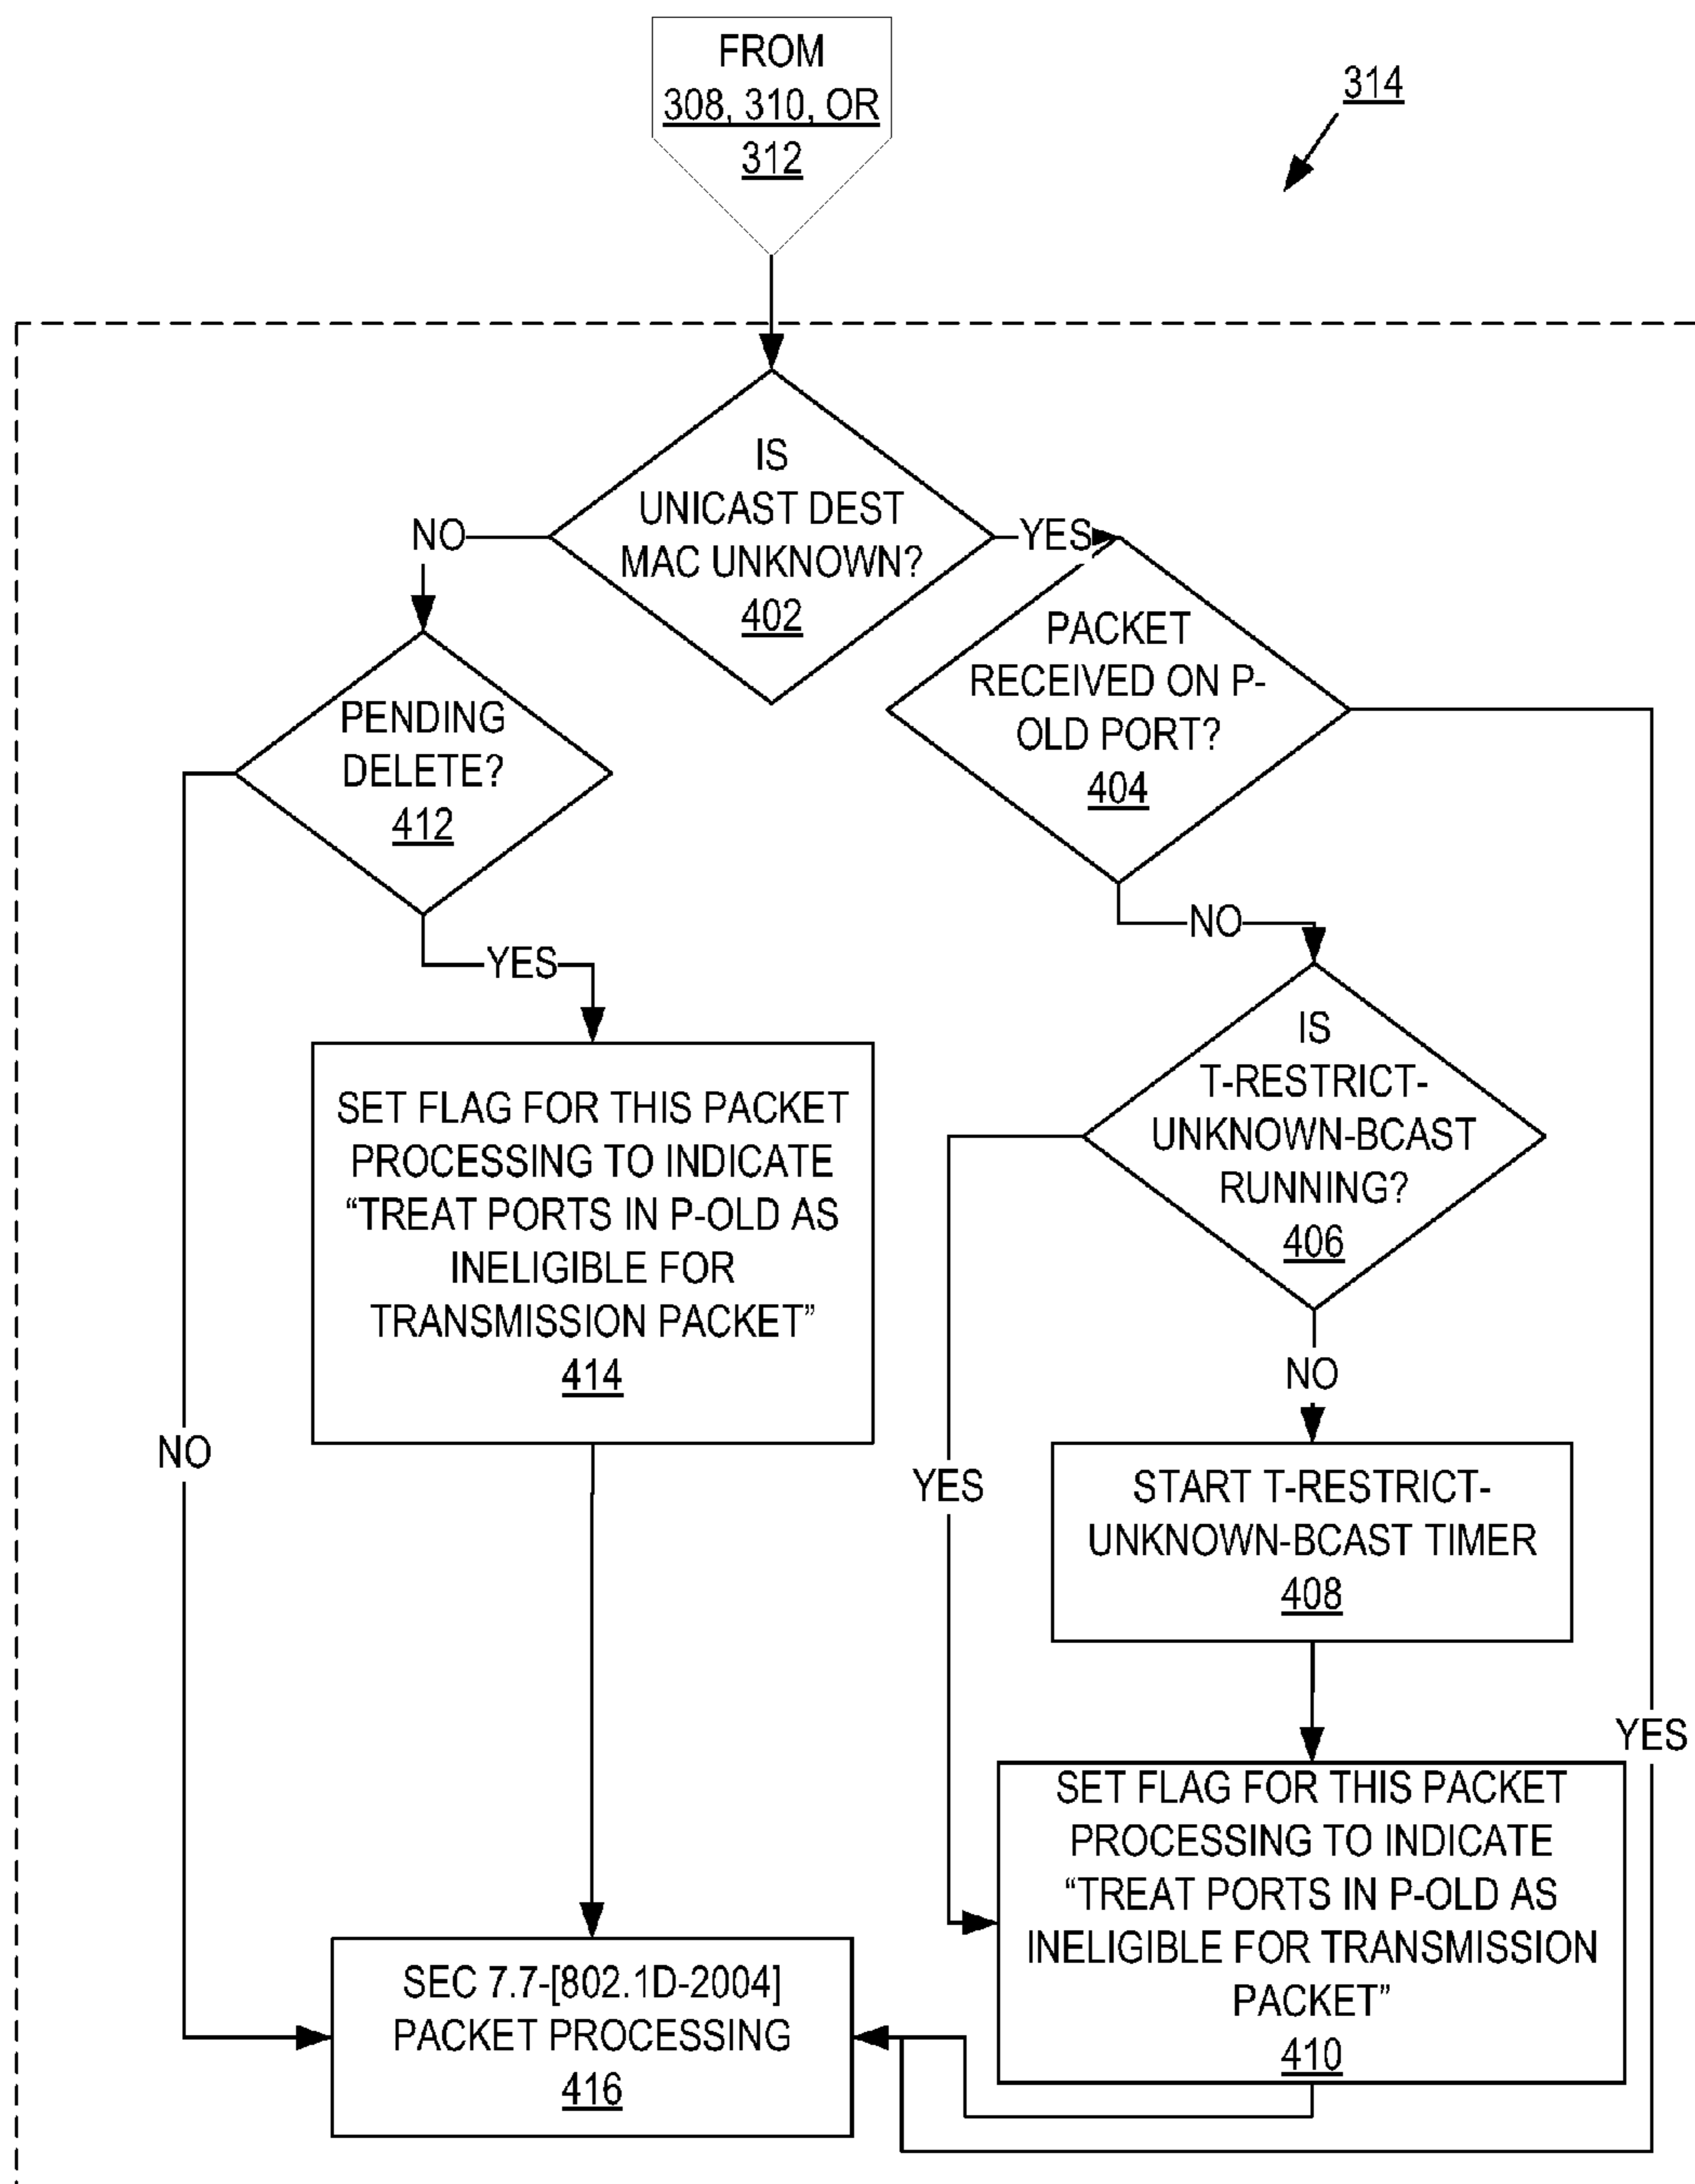 FROM
308, 310, OR
312
314
IS
UNICAST DEST
MAC UNKNOWN?
402
NO
YES
PACKET
RECEIVED ON P-
OLD PORT?
404
PENDING
DELETE?
412
NO
YES
IS
T-RESTRICT-
UNKNOWN-BCAST
RUNNING?
406
SET FLAG FOR THIS PACKET
PROCESSING TO INDICATE
“TREAT PORTS IN P-OLD AS
INELIGIBLE FOR
TRANSMISSION PACKET”
414
NO
NO
YES
START T-RESTRICT-
UNKNOWN-BCAST TIMER
408
YES
SET FLAG FOR THIS PACKET
PROCESSING TO INDICATE
“TREAT PORTS IN P-OLD AS
INELIGIBLE FOR TRANSMISSION
PACKET”
410
SEC 7.7-[802.1D-2004]
PACKET PROCESSING
416